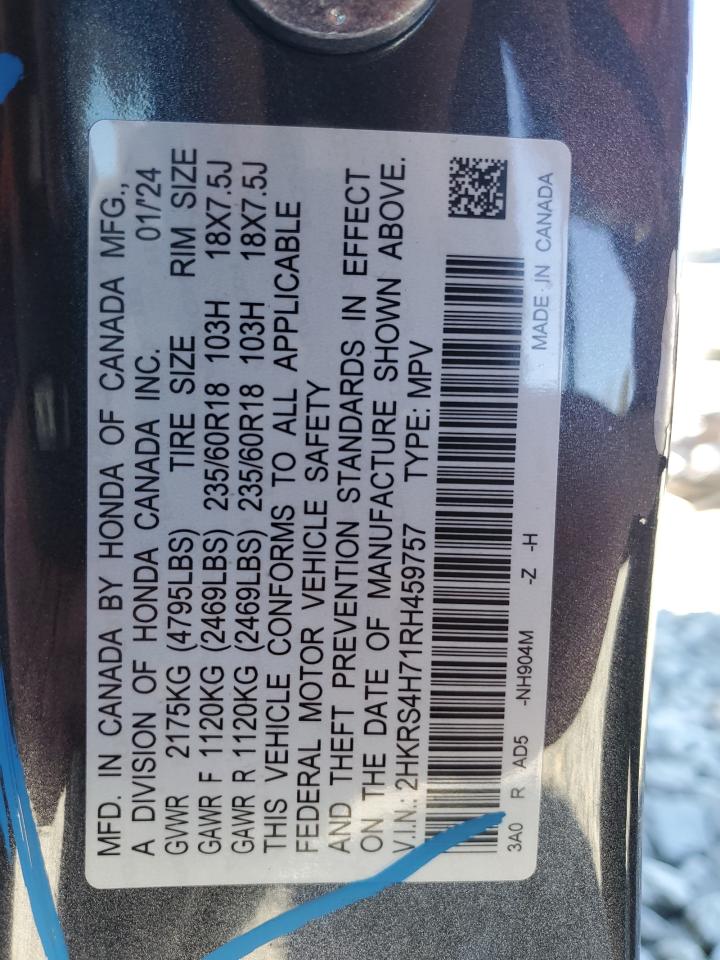 MFD. IN CANADA BY HONDA OF CANADA MFG.,
A DIVISION OF HONDA CANADA INC. 01/'24
GVWR 2175KG (4795LBS) TIRE SIZE RIM SIZE
GAWR F 1120KG (2469LBS) 235/60R18 103H 18X7.5J
GAWR R 1120KG (2469LBS) 235/60R18 103H 18X7.5J
THIS VEHICLE CONFORMS TO ALL APPLICABLE
FEDERAL MOTOR VEHICLE SAFETY
AND THEFT PREVENTION STANDARDS IN EFFECT
ON THE DATE OF MANUFACTURE SHOWN ABOVE.
V.I.N.: 2HKRS4H71RH459757 TYPE: MPV
3A0 R AD5 -NH904M -Z -H
MADE IN CANADA